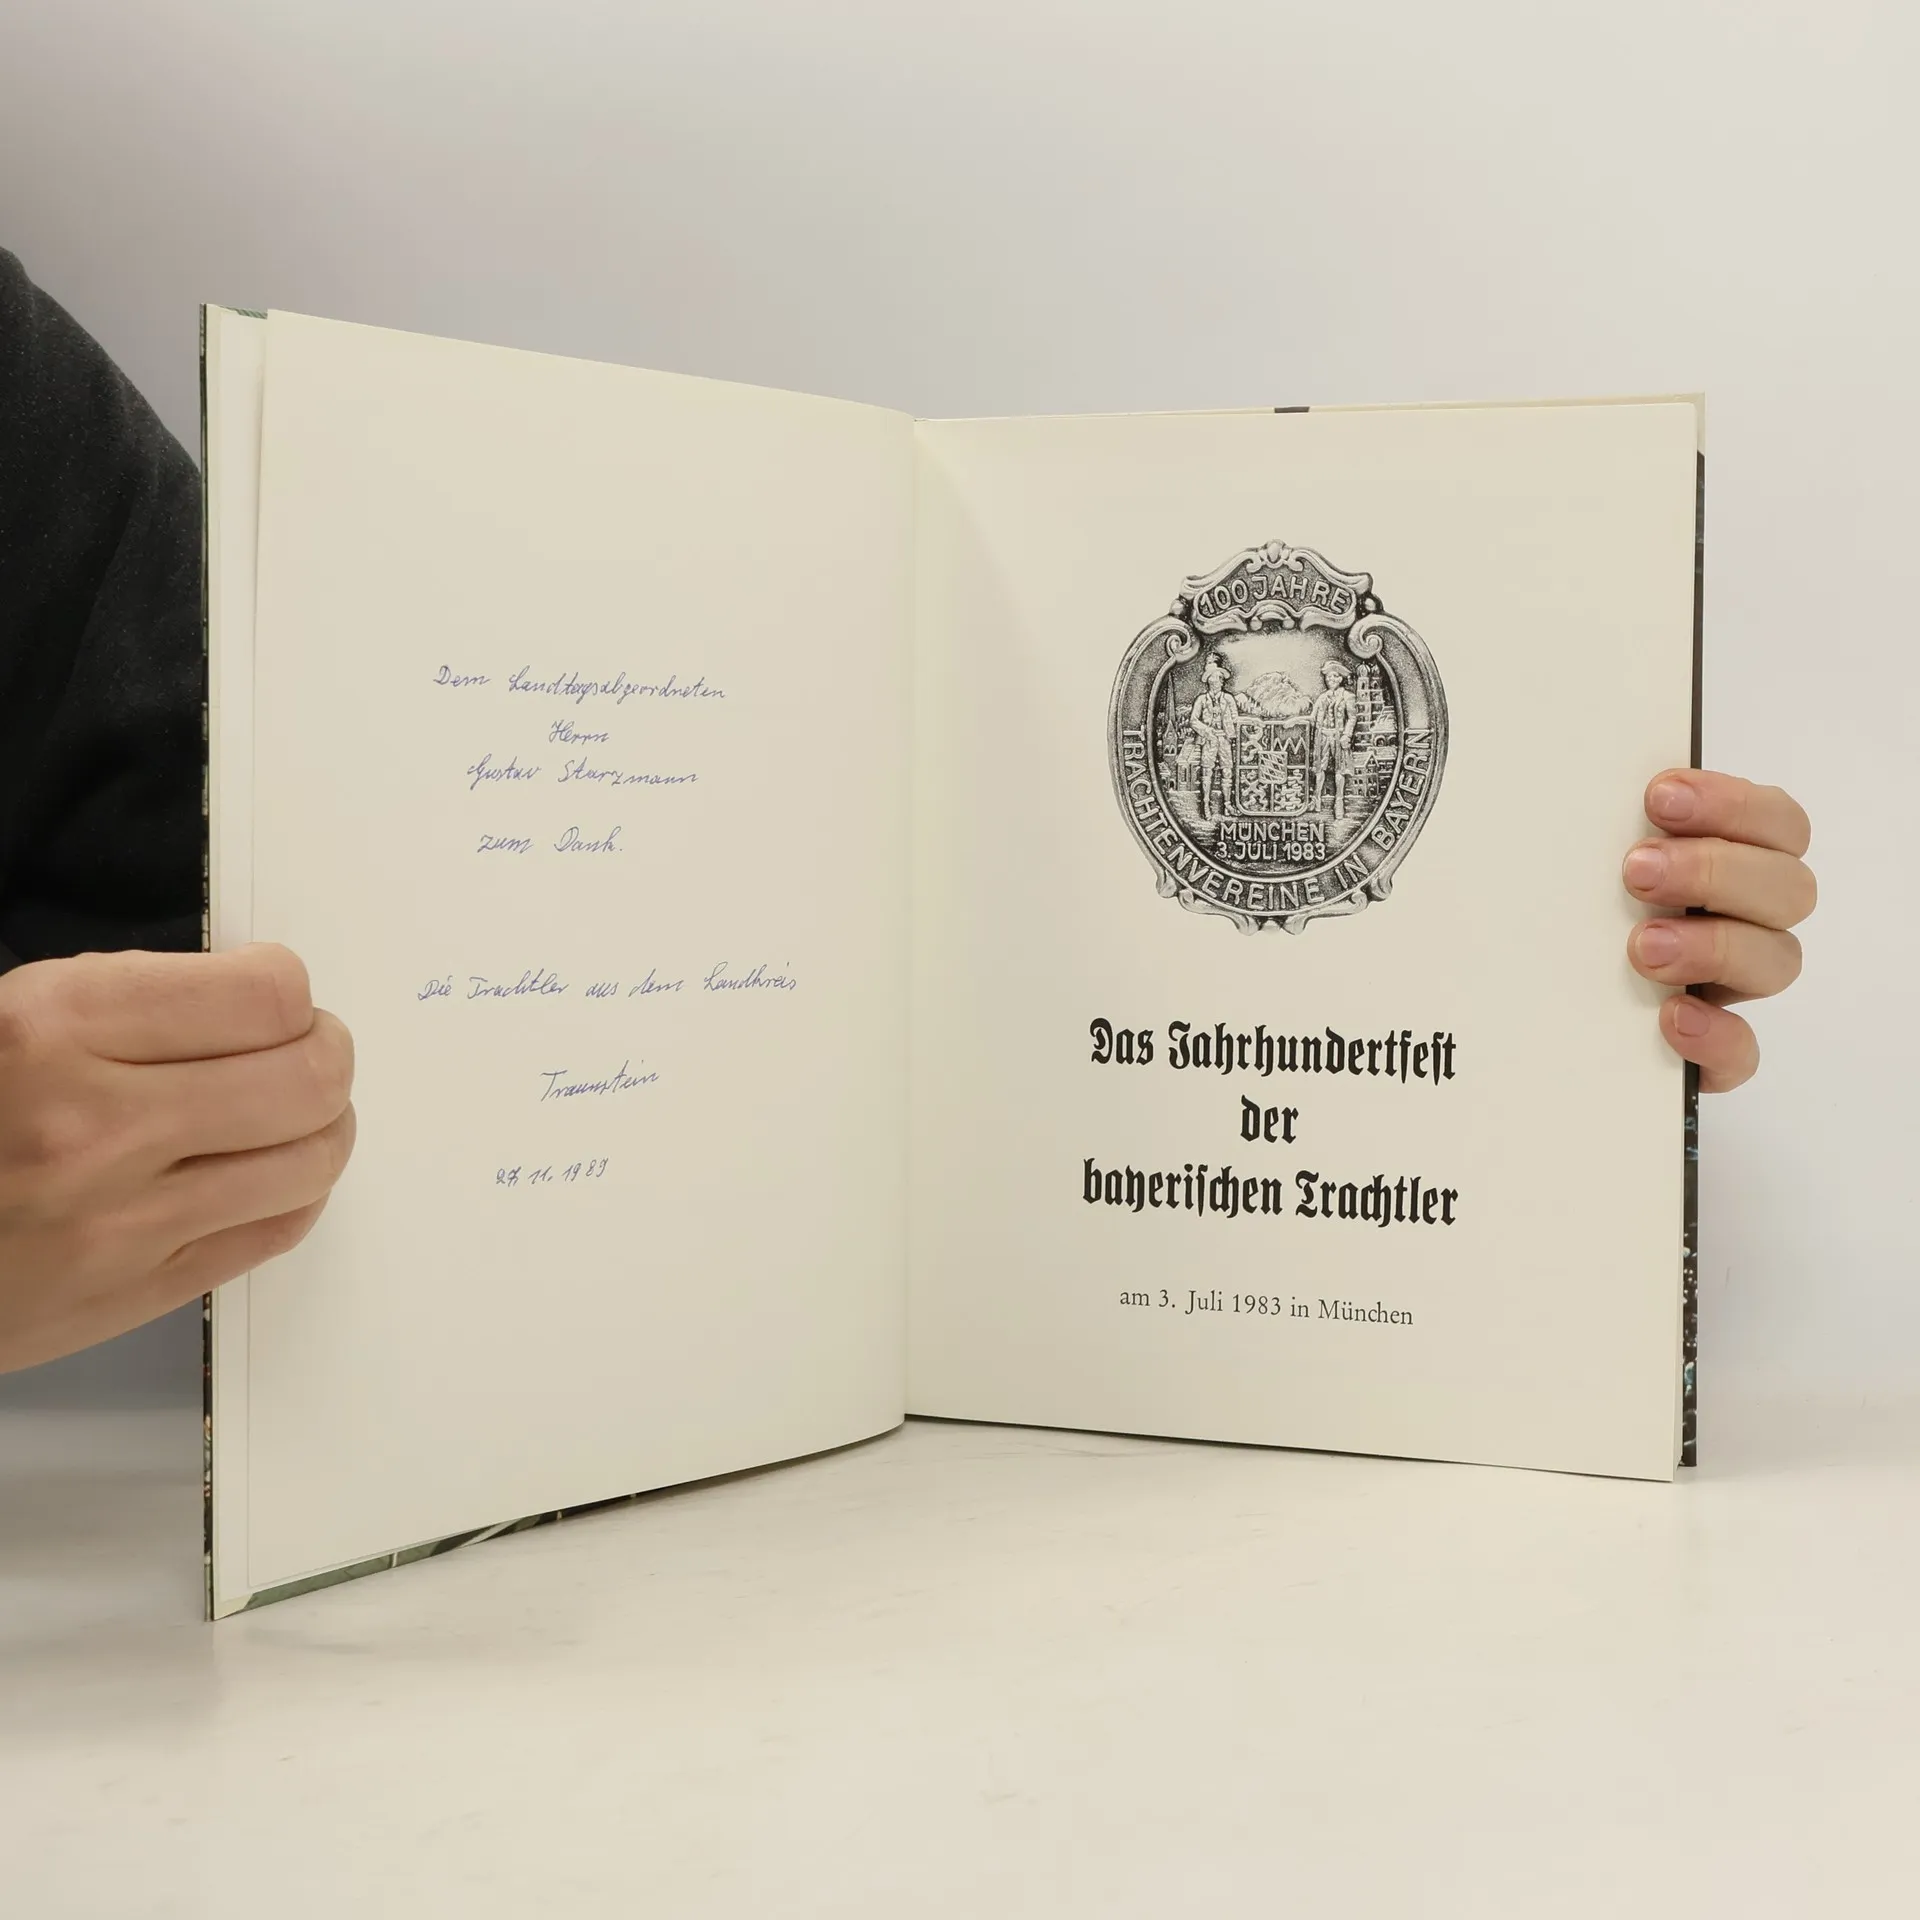 Dem Landtagsabgeordneten
Herrn
Gustav Starzmann
zum Dank.
Die Trachtler aus dem Landkreis
Traunstein
27. 11. 1987
100 JAHRE
TRACHTENVEREINE IN BAYERN
MÜNCHEN
3. JULI 1983
Das Jahrhundertfest
der
bayerischen Trachtler
am 3. Juli 1983 in München